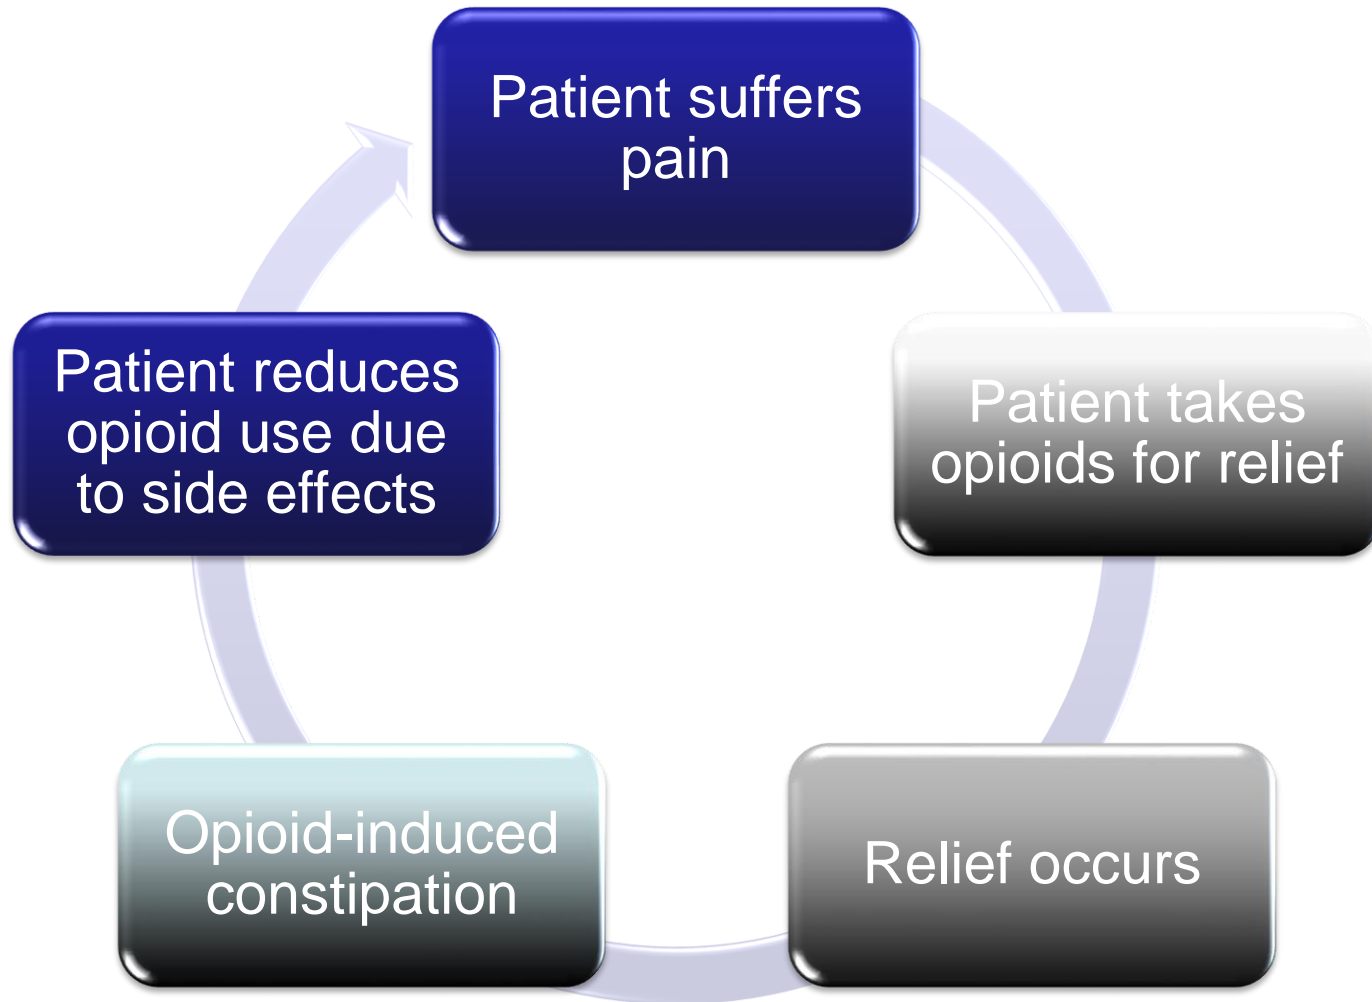 Patient suffers
pain
Patient takes
opioids for relief
Relief occurs
Opioid-induced
constipation
Patient reduces
opioid use due
to side effects